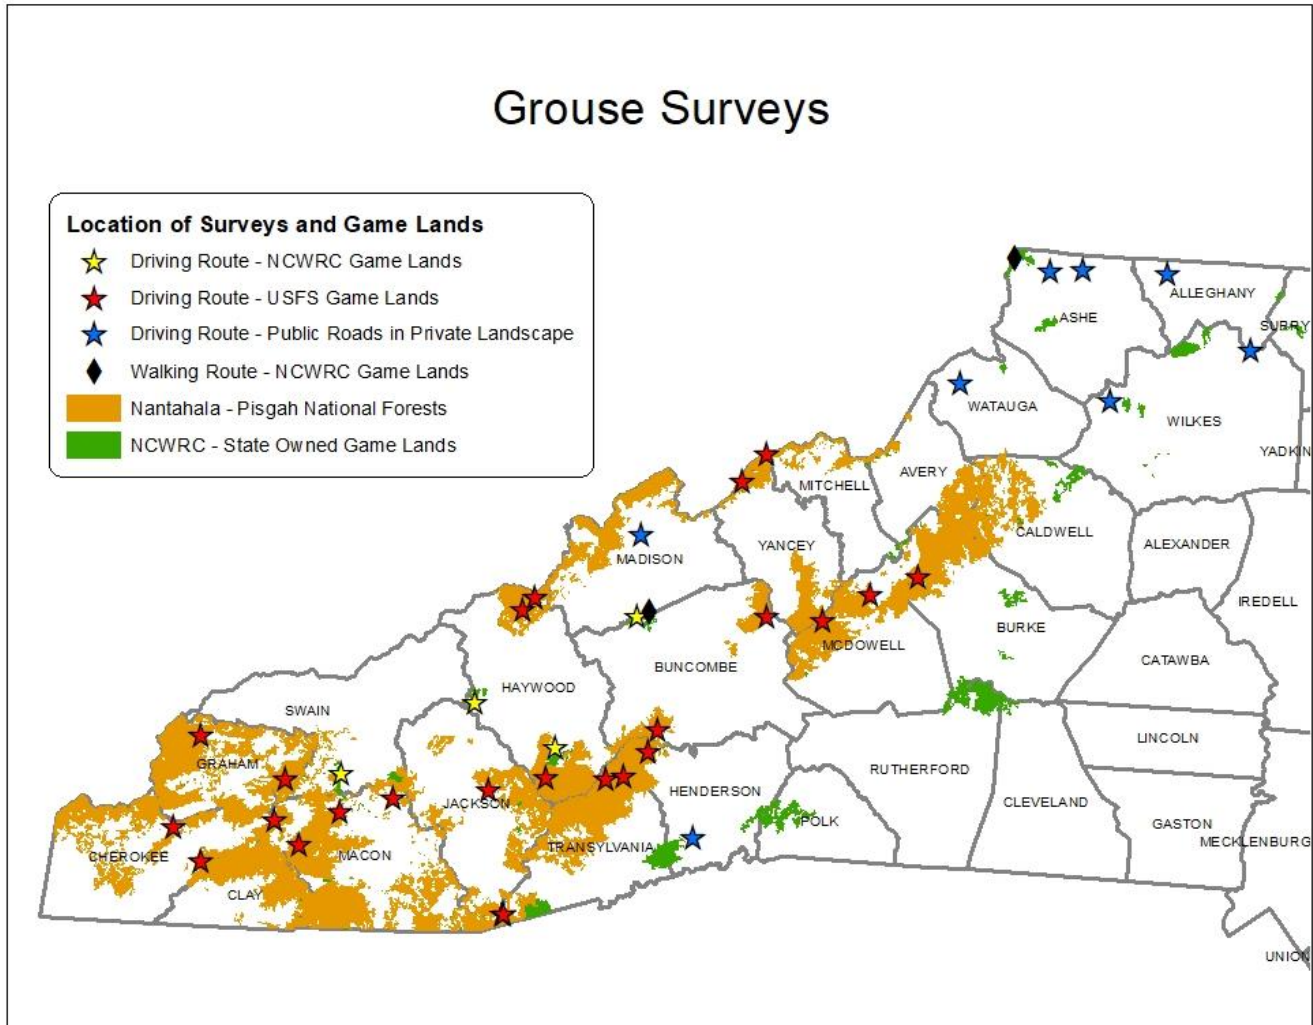 Grouse Surveys
Location of Surveys and Game Lands
Driving Route - NCWRC Game Lands
Driving Route - USFS Game Lands
Driving Route - Public Roads in Private Landscape
Walking Route - NCWRC Game Lands
Nantahala - Pisgah National Forests
NCWRC - State Owned Game Lands
ALLEGHANY
ASHE
SURRY
WATAUGA
WILKES
YADKIN
AVERY
MITCHELL
CALDWELL
ALEXANDER
YANCEY
MADISON
IREDELL
BURKE
MCDOWELL
CATAWBA
BUNCOMBE
HAYWOOD
SWAIN
LINCOLN
GRAHAM
RUTHERFORD
HENDERSON
JACKSON
CLEVELAND
POLK
GASTON
MECKLENBURG
TRANSYLVANIA
MACON
CHEROKEE
CLAY
UNION